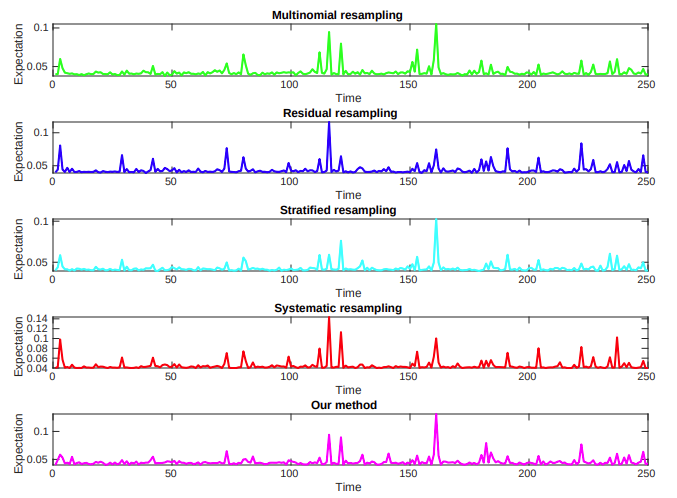 Multinomial resampling
Expectation
0.1
0.05
0 50 100 150 200 250
Time
Residual resampling
Expectation
0.1
0.05
0 50 100 150 200 250
Time
Stratified resampling
Expectation
0.1
0.05
0 50 100 150 200 250
Time
Systematic resampling
Expectation
0.14
0.12
0.1
0.08
0.06
0.04
0 50 100 150 200 250
Time
Our method
Expectation
0.1
0.05
0 50 100 150 200 250
Time